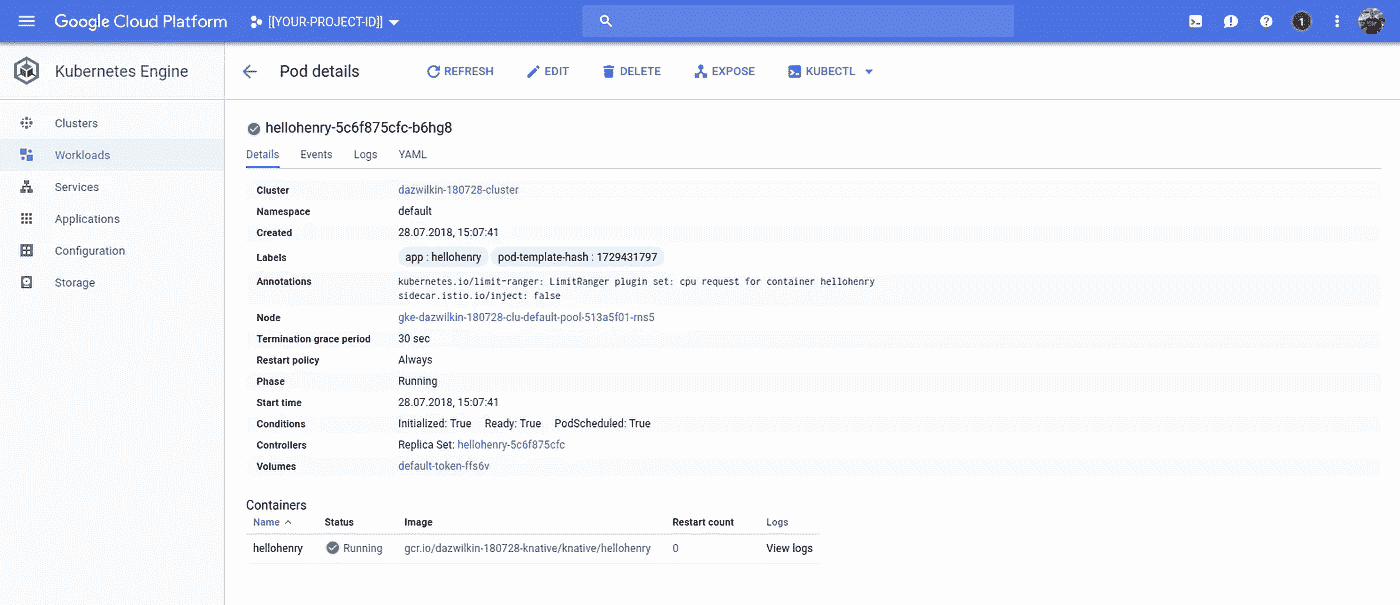 Google Cloud Platform [[YOUR-PROJECT-ID]] 1
Kubernetes Engine
Pod details REFRESH EDIT DELETE EXPOSE KUBECTL
Clusters
Workloads
Services
Applications
Configuration
Storage
hellohenry-5c6f875cfc-b6hg8
Details Events Logs YAML
Cluster dazwilkin-180728-cluster
Namespace default
Created 28.07.2018, 15:07:41
Labels app : hellohenry pod-template-hash : 1729431797
Annotations kubernetes.io/limit-ranger: LimitRanger plugin set: cpu request for container hellohenry
sidecar.istio.io/inject: false
Node gke-dazwilkin-180728-clu-default-pool-513a5f01-rns5
Termination grace period 30 sec
Restart policy Always
Phase Running
Start time 28.07.2018, 15:07:41
Conditions Initialized: True Ready: True PodScheduled: True
Controllers Replica Set: hellohenry-5c6f875cfc
Volumes default-token-ffs6v
Containers
Name Status Image Restart count Logs
hellohenry Running gcr.io/dazwilkin-180728-knative/knative/hellohenry 0 View logs